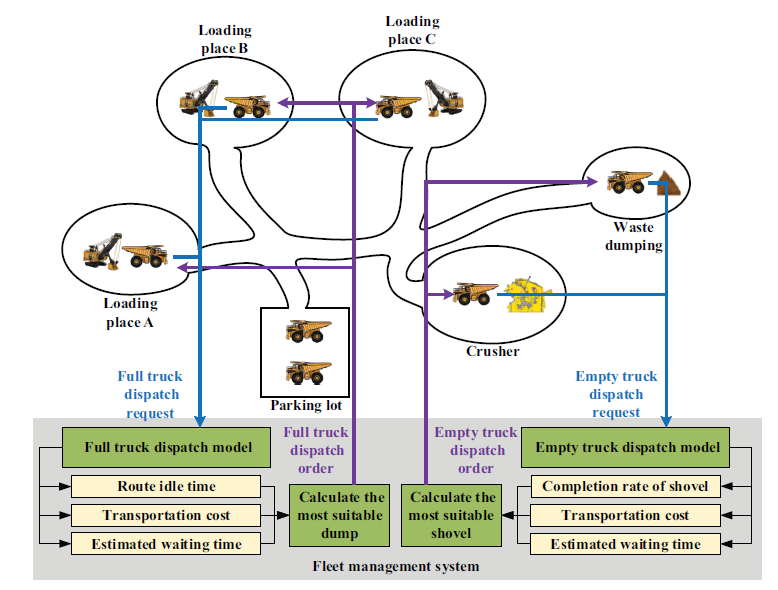 Loading
place B
Loading
place C
Waste
dumping
Loading
place A
Crusher
Parking lot
Full truck
dispatch
request
Empty truck
dispatch
request
Full truck
dispatch
order
Empty truck
dispatch
order
Full truck dispatch model
Route idle time
Transportation cost
Estimated waiting time
Calculate the
most suitable
dump
Calculate the
most suitable
shovel
Empty truck dispatch model
Completion rate of shovel
Transportation cost
Estimated waiting time
Fleet management system